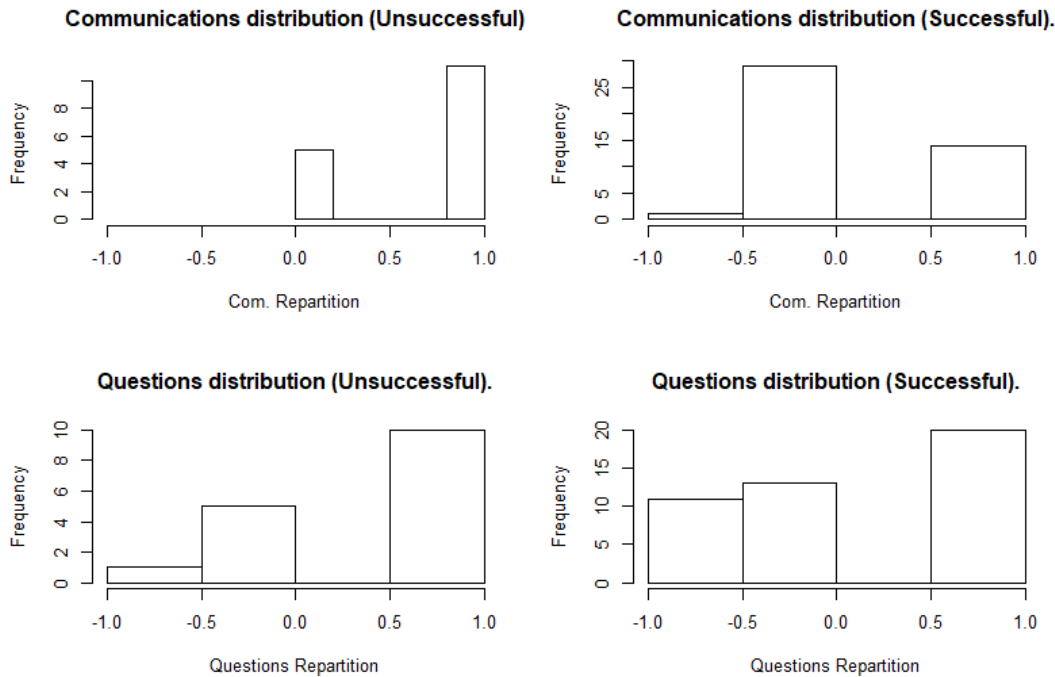 Communications distribution (Unsuccessful)
Frequency
0 2 4 6 8
-1.0 -0.5 0.0 0.5 1.0
Com. Repartition
Communications distribution (Successful).
Frequency
0 5 15 25
-1.0 -0.5 0.0 0.5 1.0
Com. Repartition
Questions distribution (Unsuccessful).
Frequency
0 2 4 6 8 10
-1.0 -0.5 0.0 0.5 1.0
Questions Repartition
Questions distribution (Successful).
Frequency
0 5 10 15 20
-1.0 -0.5 0.0 0.5 1.0
Questions Repartition